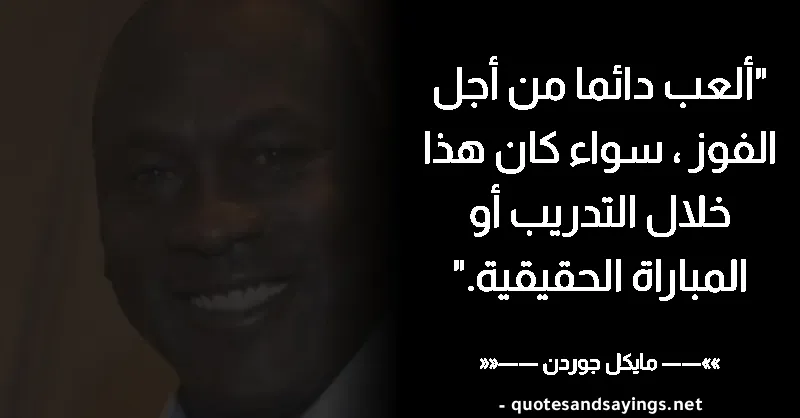 "ألعب دائما من أجل
الفوز ، سواء كان هذا
خلال التدريب أو
المباراة الحقيقية."
»»—— مايكل جوردن ——««
- quotesandsayings.net